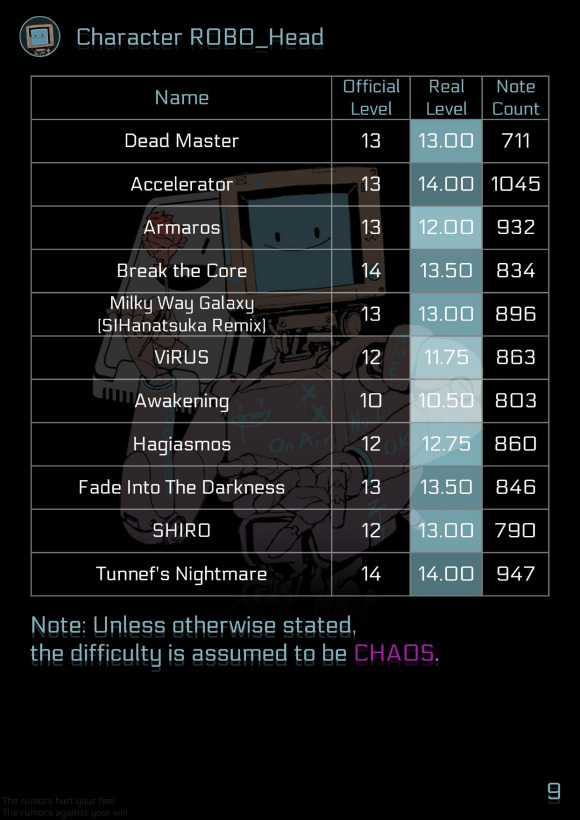 Character ROBO_Head
Name
Official
Level
Real
Level
Note
Count
Dead Master 13 13.00 711
Accelerator 13 14.00 1045
Armaros 13 12.00 932
Break the Core 14 13.50 834
Milky Way Galaxy
[SIHanatsuka Remix] 13 13.00 896
ViRUS 12 11.75 863
Awakening 10 10.50 803
Hagiasmos 12 12.75 860
Fade Into The Darkness 13 13.50 846
SHIRO 12 13.00 790
Tunnef's Nightmare 14 14.00 947
On Air
Note: Unless otherwise stated,
the difficulty is assumed to be CHAOS.
9
The rumors hurt your feel
The rumors against your will